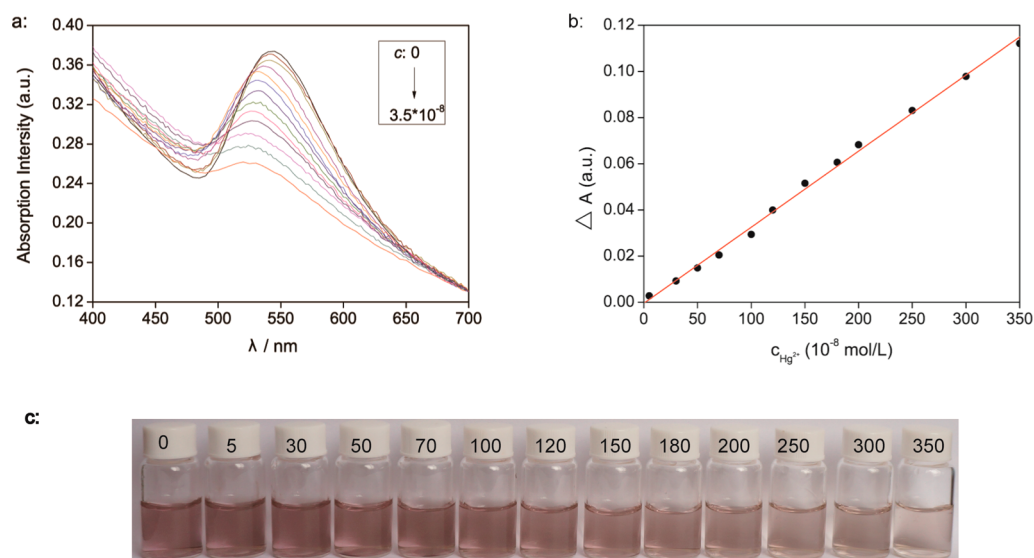 a:
0.40
0.36
0.32
0.28
0.24
0.20
0.16
0.12
400 450 500 550 600 650 700
Absorption Intensity (a.u.)
λ / nm
c: 0
3.5*10⁻⁸
b:
0.12
0.10
0.08
0.06
0.04
0.02
0.00
0 50 100 150 200 250 300 350
△ A (a.u.)
c Hg²⁺ (10⁻⁸ mol/L)
c:
0 5 30 50 70 100 120 150 180 200 250 300 350